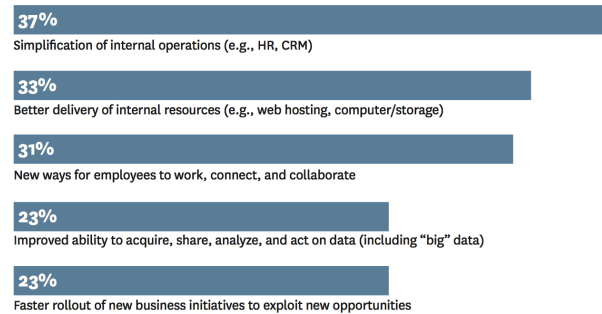 37%
Simplification of internal operations (e.g., HR, CRM)
33%
Better delivery of internal resources (e.g., web hosting, computer/storage)
31%
New ways for employees to work, connect, and collaborate
23%
Improved ability to acquire, share, analyze, and act on data (including “big” data)
23%
Faster rollout of new business initiatives to exploit new opportunities